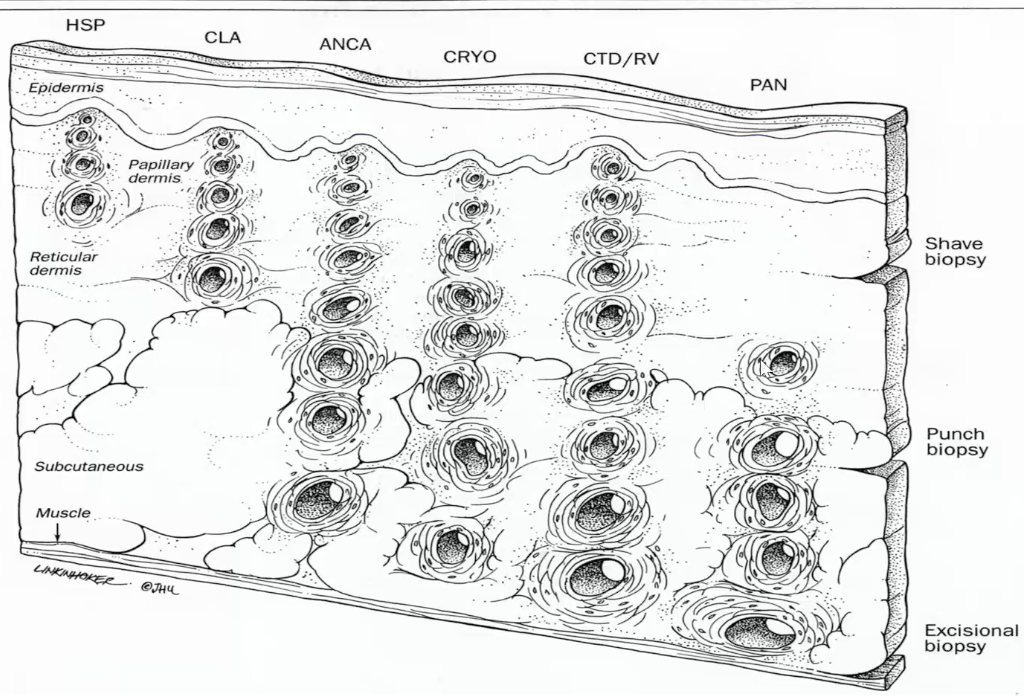 HSP
CLA
ANCA
CRYO
CTD/RV
PAN
Epidermis
Papillary
dermis
Reticular
dermis
Shave
biopsy
Punch
biopsy
Subcutaneous
Muscle
LINKINHOKER ©JHU
Excisional
biopsy